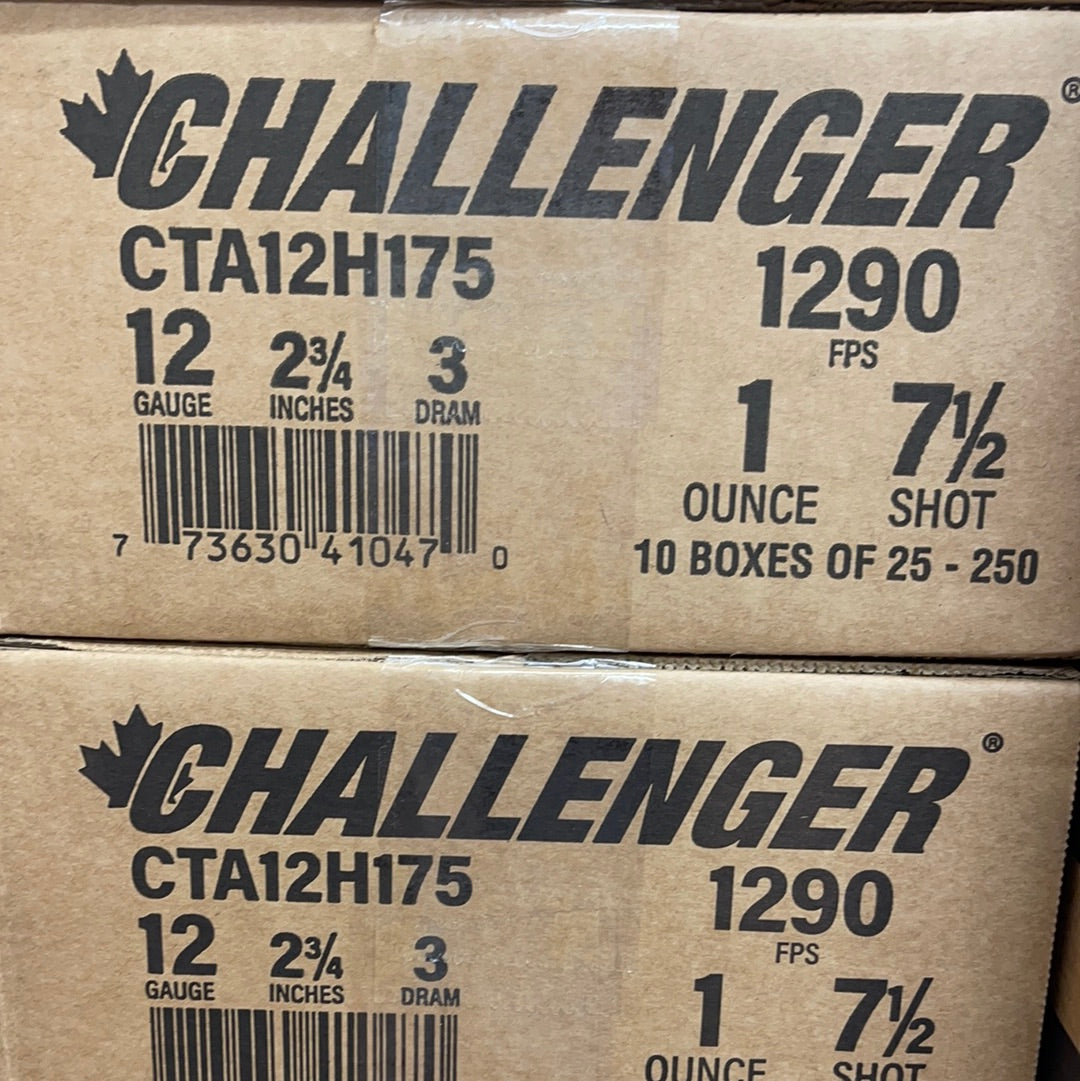 CHALLENGER®
CTA12H175
1290
FPS
12 2¾ 3
GAUGE INCHES DRAM
1 7½
OUNCE SHOT
7 73630 41047 0
10 BOXES OF 25 - 250
CHALLENGER®
CTA12H175
1290
FPS
12 2¾ 3
GAUGE INCHES DRAM
1 7½
OUNCE SHOT